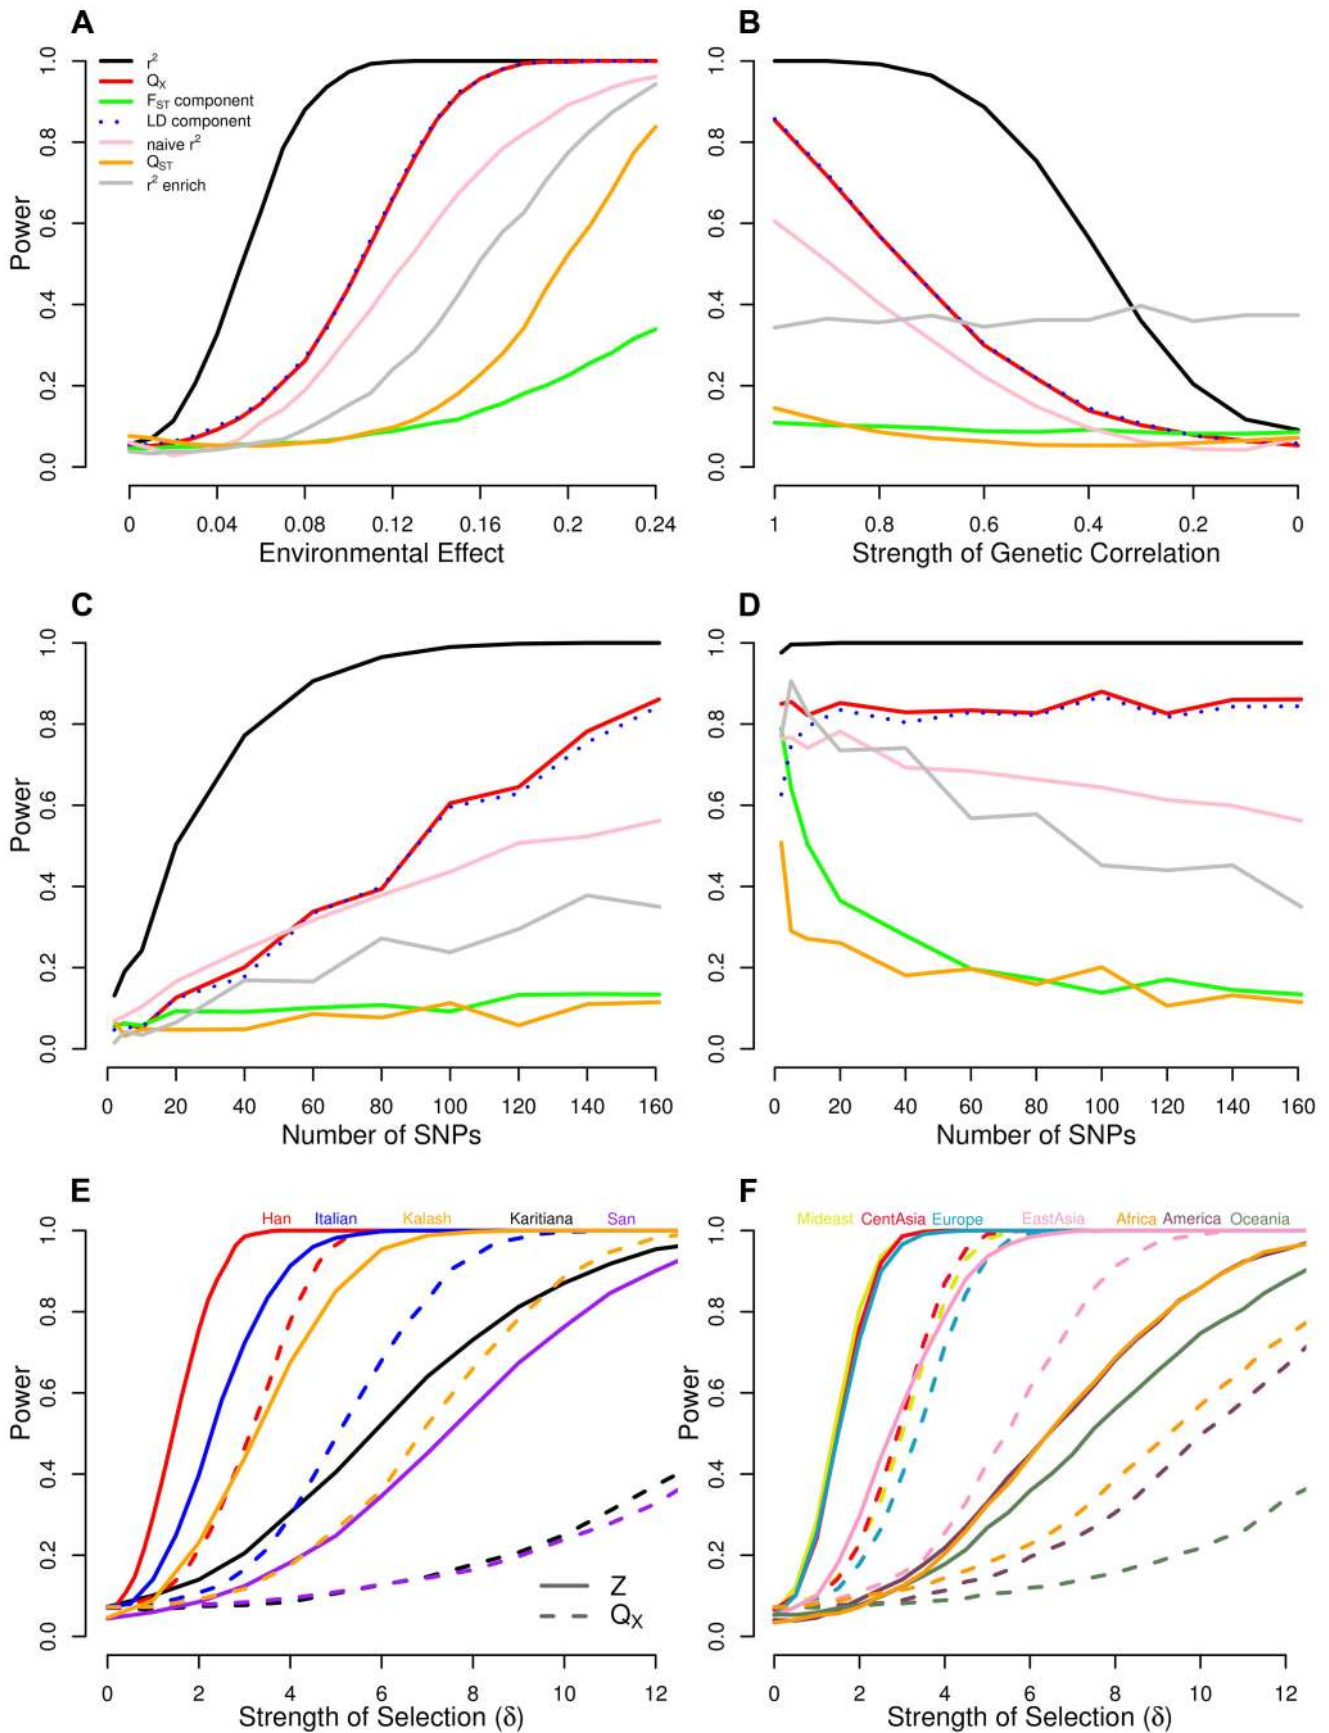 A
r²
Q_X
F_ST component
LD component
naive r²
Q_ST
r² enrich
Power
0.0 0.2 0.4 0.6 0.8 1.0
0 0.04 0.08 0.12 0.16 0.2 0.24
Environmental Effect
B
0.0 0.2 0.4 0.6 0.8 1.0
1 0.8 0.6 0.4 0.2 0
Strength of Genetic Correlation
C
Power
0.0 0.2 0.4 0.6 0.8 1.0
0 20 40 60 80 100 120 140 160
Number of SNPs
D
Power
0.0 0.2 0.4 0.6 0.8 1.0
0 20 40 60 80 100 120 140 160
Number of SNPs
E
Han Italian Kalash Karitiana San
Power
0.0 0.2 0.4 0.6 0.8 1.0
Z
Q_X
0 2 4 6 8 10 12
Strength of Selection (δ)
F
Mideast CentAsia Europe EastAsia Africa America Oceania
Power
0.0 0.2 0.4 0.6 0.8 1.0
0 2 4 6 8 10 12
Strength of Selection (δ)